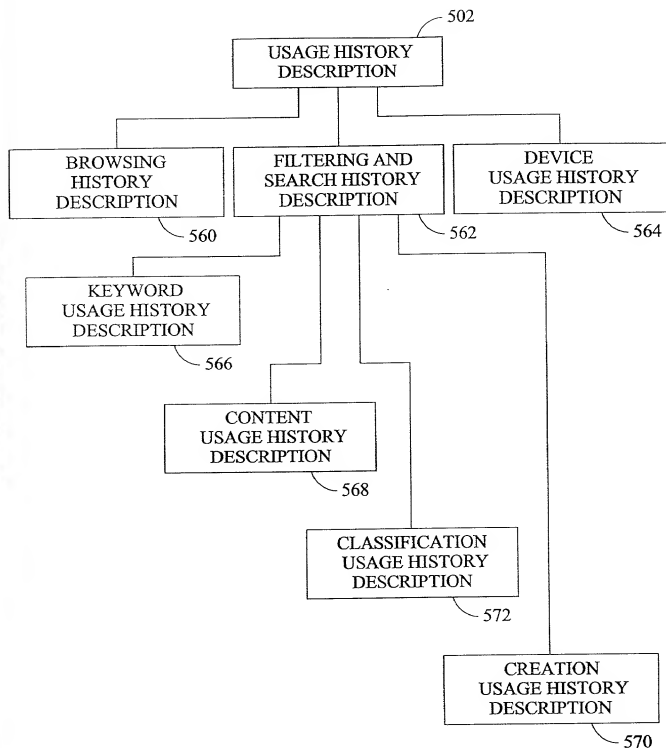 502
USAGE HISTORY
DESCRIPTION
BROWSING
HISTORY
DESCRIPTION
560
FILTERING AND
SEARCH HISTORY
DESCRIPTION
562
DEVICE
USAGE HISTORY
DESCRIPTION
564
KEYWORD
USAGE HISTORY
DESCRIPTION
566
CONTENT
USAGE HISTORY
DESCRIPTION
568
CLASSIFICATION
USAGE HISTORY
DESCRIPTION
572
CREATION
USAGE HISTORY
DESCRIPTION
570